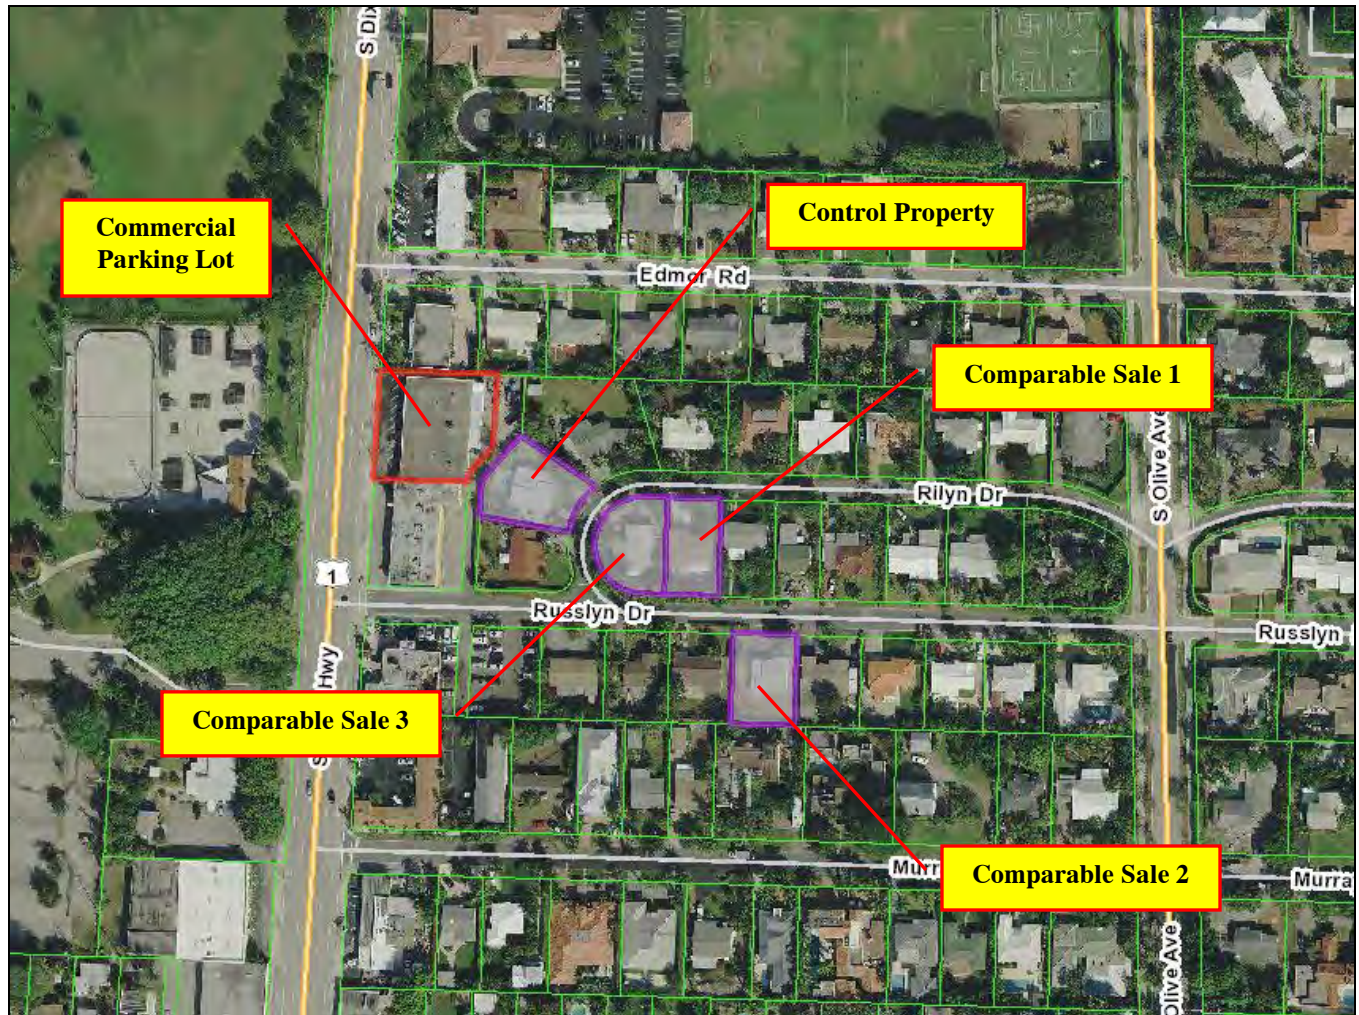 S Dix
Control Property
Commercial
Parking Lot
Edmor Rd
Comparable Sale 1
S Olive Ave
Rilyn Dr
1
Russlyn Dr
Russlyn
Hwy
Comparable Sale 3
S
Murr
Comparable Sale 2
Murra
Olive Ave